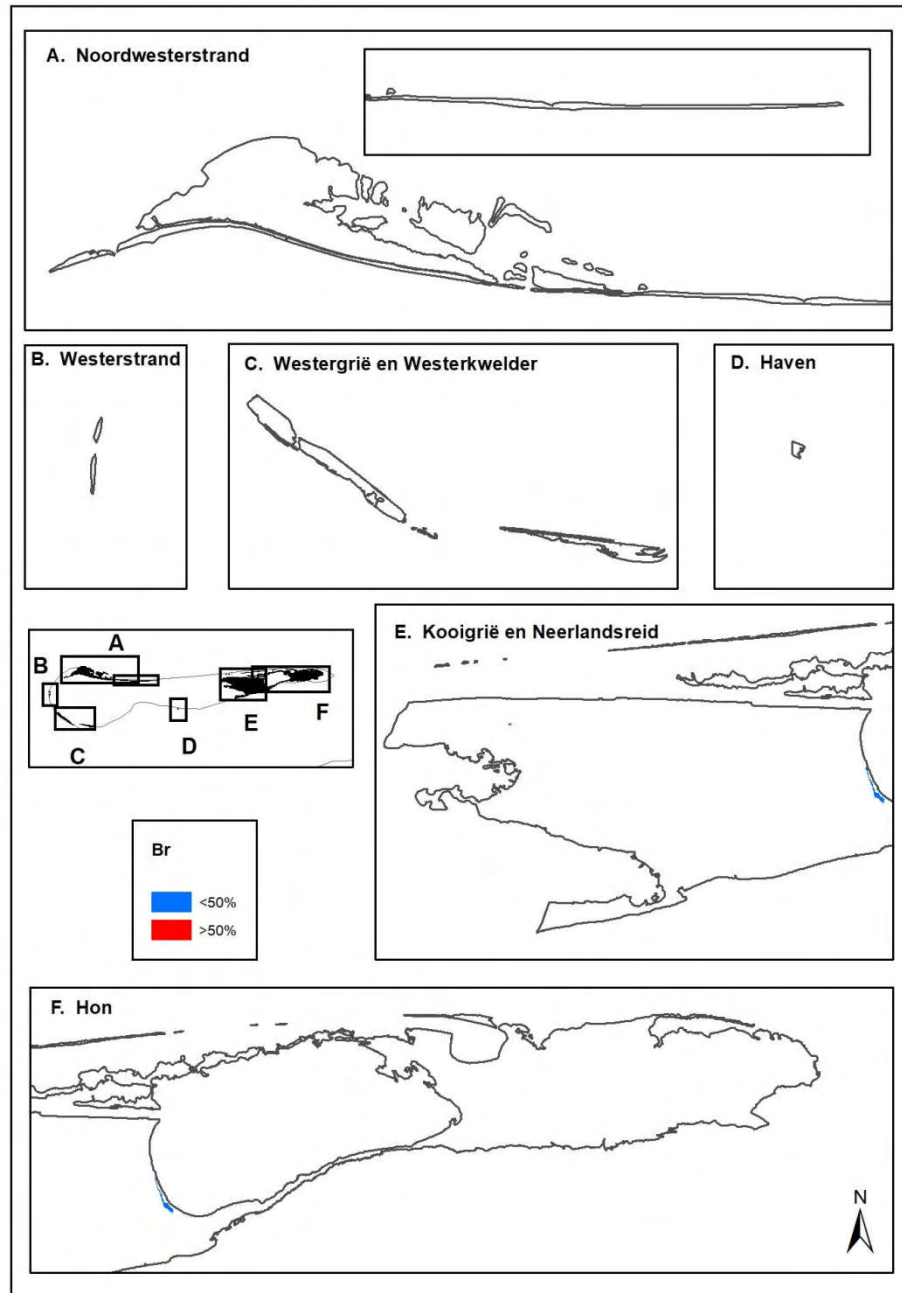 A. Noordwesterstrand
B. Westerstrand
C. Westergrië en Westerkwelder
D. Haven
A
B
C
D
E
F
E. Kooigrië en Neerlandsreid
Br
<50%
>50%
F. Hon
N